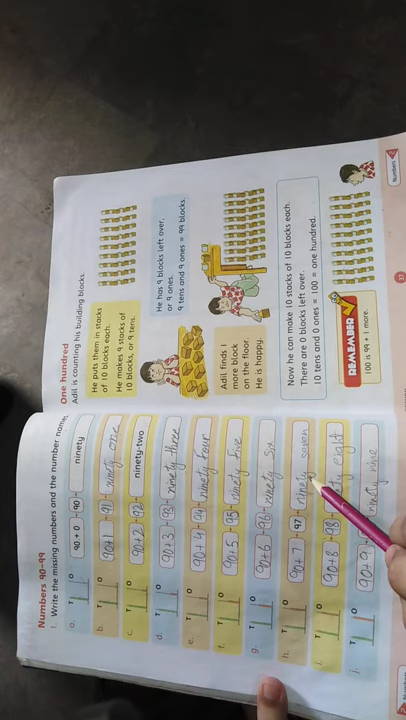 Numbers 90-99
1. Write the missing numbers and the number name
a. T O 90 + 0 = 90 = ninety
b. T O 90+1 = 91 = ninety one
c. T O 90+2 = 92 = ninety-two
d. T O 90+3 = 93 = ninety three
e. T O 90+4 = 94 = ninety four
f. T O 90+5 = 95 = ninety five
g. T O 90+6 = 96 = ninety six
h. T O 90+7 = 97 = ninety seven
i. T O 90+8 = 98 = eight
j. T O 90+9 ninety nine
One hundred
Adil is counting his building blocks.
He puts them in stacks
of 10 blocks each.
He makes 9 stacks of
10 blocks, or 9 tens.
He has 9 blocks left over,
or 9 ones.
9 tens and 9 ones = 99 blocks.
Adil finds 1
more block
on the floor.
He is happy.
Now he can make 10 stacks of 10 blocks each.
There are 0 blocks left over.
10 tens and 0 ones = 100 = one hundred.
REMEMBER
100 is 99 + 1 more.
37
Numbers